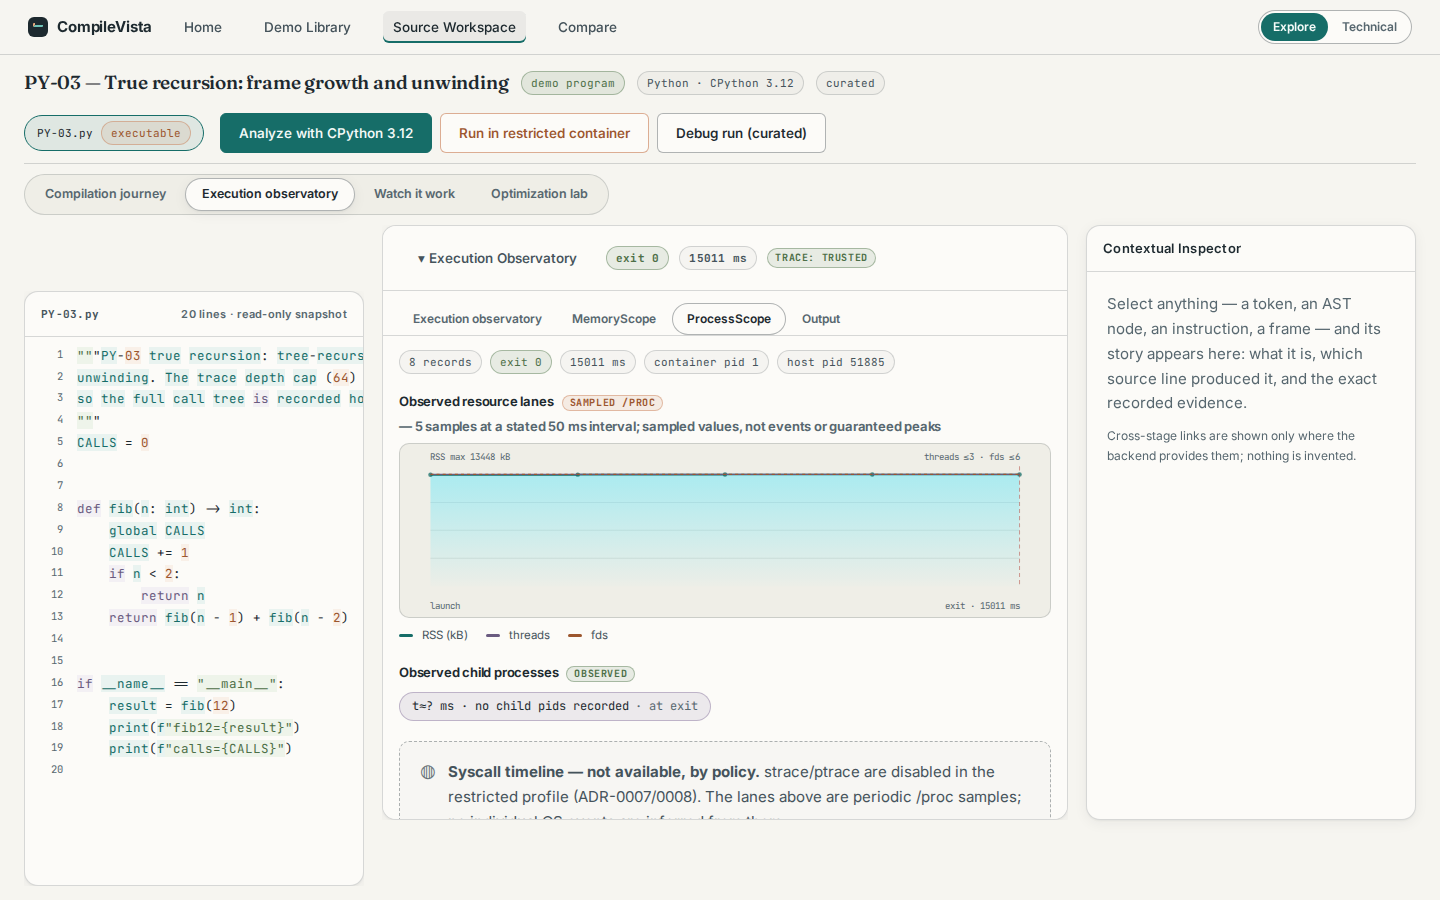 CompileVista
Home
Demo Library
Source Workspace
Compare
Explore
Technical
PY-03 — True recursion: frame growth and unwinding
demo program
Python · CPython 3.12
curated
PY-03.py
executable
Analyze with CPython 3.12
Run in restricted container
Debug run (curated)
Compilation journey
Execution observatory
Watch it work
Optimization lab
PY-03.py
20 lines · read-only snapshot
1 """PY-03 true recursion: tree-recurs
2 unwinding. The trace depth cap (64)
3 so the full call tree is recorded ho
4 """
5 CALLS = 0
6
7
8 def fib(n: int) -> int:
9 global CALLS
10 CALLS += 1
11 if n < 2:
12 return n
13 return fib(n - 1) + fib(n - 2)
14
15
16 if __name__ == "__main__":
17 result = fib(12)
18 print(f"fib12={result}")
19 print(f"calls={CALLS}")
20
▾ Execution Observatory
exit 0
15011 ms
TRACE: TRUSTED
Execution observatory
MemoryScope
ProcessScope
Output
8 records
exit 0
15011 ms
container pid 1
host pid 51885
Observed resource lanes
SAMPLED /PROC
— 5 samples at a stated 50 ms interval; sampled values, not events or guaranteed peaks
RSS max 13448 kB
threads ≤3 · fds ≤6
launch
exit · 15011 ms
RSS (kB)
threads
fds
Observed child processes
OBSERVED
t≈? ms · no child pids recorded · at exit
Syscall timeline — not available, by policy. strace/ptrace are disabled in the
restricted profile (ADR-0007/0008). The lanes above are periodic /proc samples;
Contextual Inspector
Select anything — a token, an AST
node, an instruction, a frame — and its
story appears here: what it is, which
source line produced it, and the exact
recorded evidence.
Cross-stage links are shown only where the
backend provides them; nothing is invented.